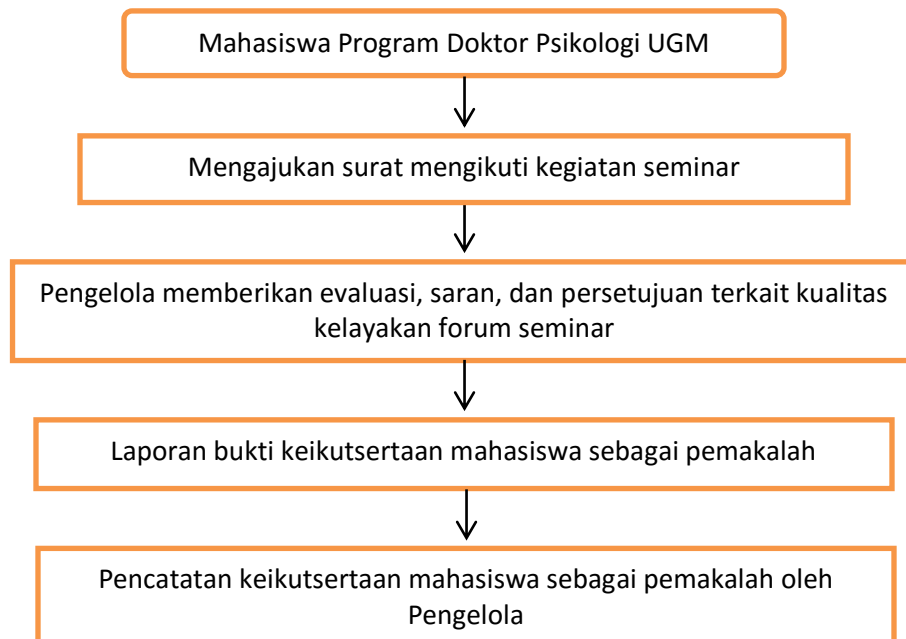 Mahasiswa Program Doktor Psikologi UGM
Mengajukan surat mengikuti kegiatan seminar
Pengelola memberikan evaluasi, saran, dan persetujuan terkait kualitas
kelayakan forum seminar
Laporan bukti keikutsertaan mahasiswa sebagai pemakalah
Pencatatan keikutsertaan mahasiswa sebagai pemakalah oleh
Pengelola